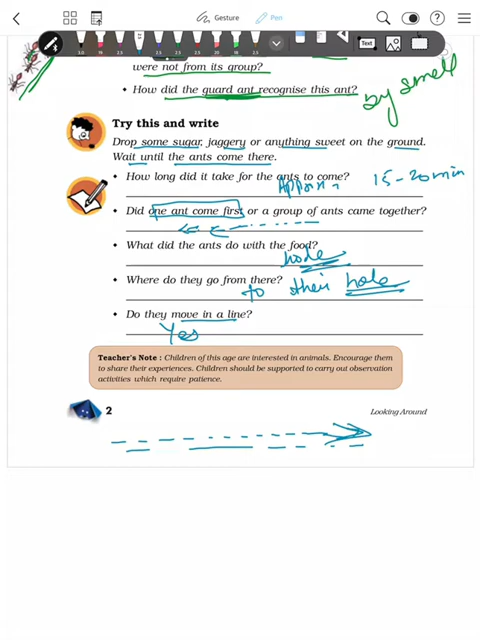 Gesture Pen
Text
were not from its group?
• How did the guard ant recognise this ant?
by smell
Try this and write
Drop some sugar, jaggery or anything sweet on the ground.
Wait until the ants come there.
• How long did it take for the ants to come?
Approx. 15-20 min
• Did one ant come first or a group of ants came together?
• What did the ants do with the food?
hole
• Where do they go from there?
to their hole
• Do they move in a line?
Yes
Teacher's Note : Children of this age are interested in animals. Encourage them
to share their experiences. Children should be supported to carry out observation
activities which require patience.
2 Looking Around